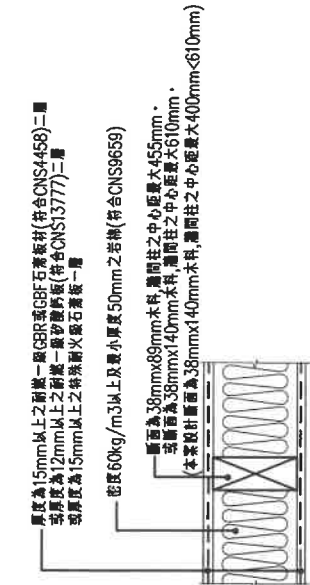 厚度為15mm以上之耐燃一級GBR或GBF石膏板材(符合CNS4458)二層
或厚度為12mm以上之耐燃一級矽酸鈣板(符合CNS13777)二層
或厚度為15mm以上之特殊耐火級石膏板一層
密度60kg/m3以上及最小厚度50mm之岩棉(符合CNS9659)
斷面為38mmx89mm木料,牆間柱之中心距最大455mm。
或斷面為38mmx140mm木料,牆間柱之中心距最大610mm。
(本案設計斷面為38mmx140mm木料,牆間柱之中心距最大400mm<610mm)